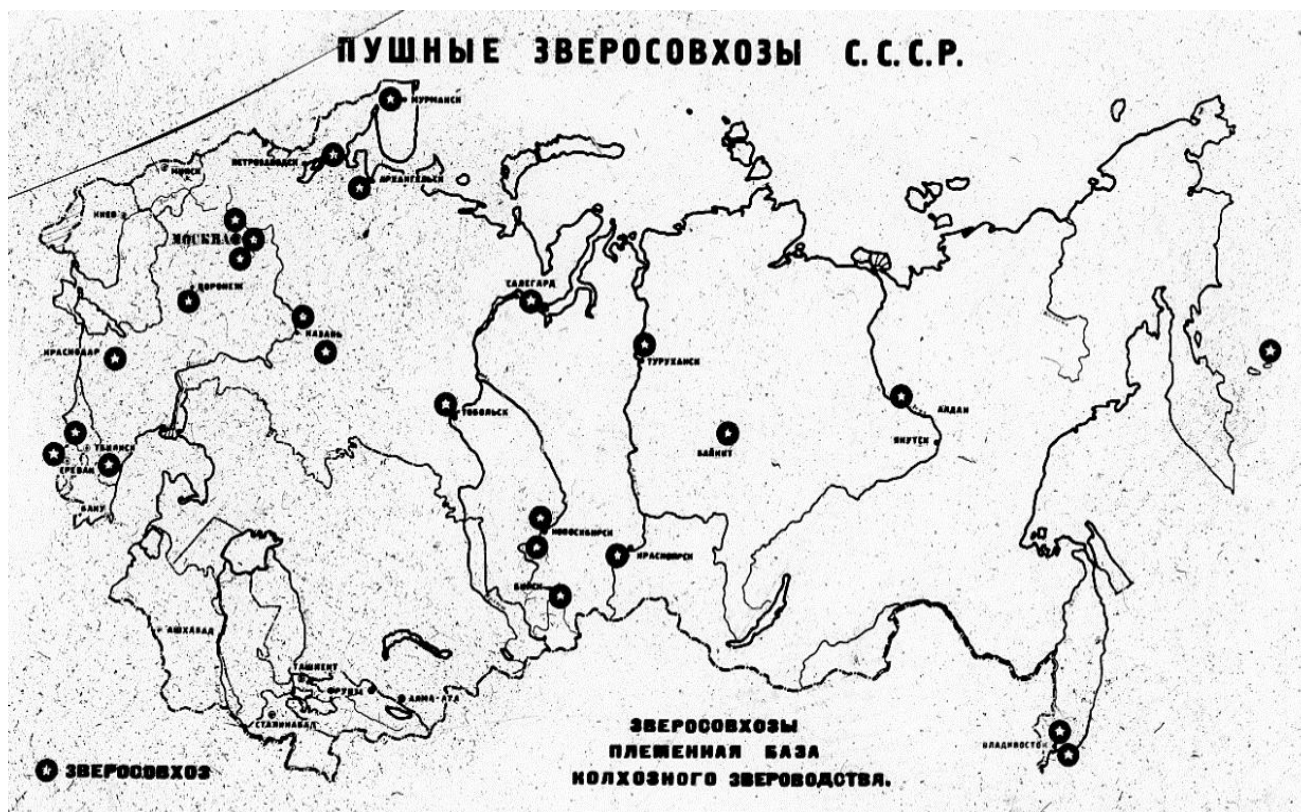 ПУШНЫЕ ЗВЕРОСОВХОЗЫ С.С.С.Р.
МУРМАНСК
ПЕТРОЗАВОДСК
МИНСК
АРХАНГЕЛЬСК
КИЕВ
МОСКВА
ВОРОНЕЖ
САЛЕГАРД
КАЗАНЬ
КРАСНОДАР
ТУРУХАНСК
ТОБОЛЬСК
АЛДАН
ЯКУТСК
ТБИЛИСИ
БАЙКИТ
ЕРЕВАН
БАКУ
НОВОСИБИРСК
КРАСНОЯРСК
БИЙСК
АШХАБАД
ТАШКЕНТ
АЛМА-АТА
СТАЛИНАБАД
ВЛАДИВОСТОК
ЗВЕРОСОВХОЗЫ
ПЛЕМЕННАЯ БАЗА
КОЛХОЗНОГО ЗВЕРОВОДСТВА.
ЗВЕРОСОВХОЗ